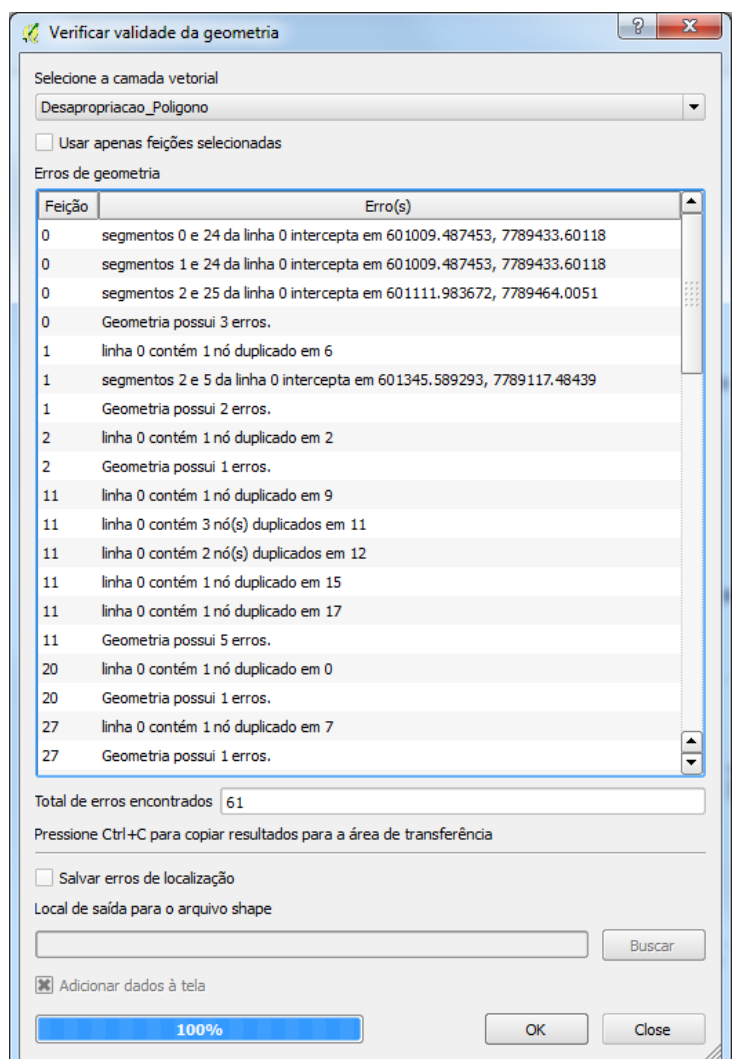 Verificar validade da geometria
Selecione a camada vetorial
Desapropriacao_Poligono
Usar apenas feições selecionadas
Erros de geometria
Feição Erro(s)
0 segmentos 0 e 24 da linha 0 intercepta em 601009.487453, 7789433.60118
0 segmentos 1 e 24 da linha 0 intercepta em 601009.487453, 7789433.60118
0 segmentos 2 e 25 da linha 0 intercepta em 601111.983672, 7789464.0051
0 Geometria possui 3 erros.
1 linha 0 contém 1 nó duplicado em 6
1 segmentos 2 e 5 da linha 0 intercepta em 601345.589293, 7789117.48439
1 Geometria possui 2 erros.
2 linha 0 contém 1 nó duplicado em 2
2 Geometria possui 1 erros.
11 linha 0 contém 1 nó duplicado em 9
11 linha 0 contém 3 nó(s) duplicados em 11
11 linha 0 contém 2 nó(s) duplicados em 12
11 linha 0 contém 1 nó duplicado em 15
11 linha 0 contém 1 nó duplicado em 17
11 Geometria possui 5 erros.
20 linha 0 contém 1 nó duplicado em 0
20 Geometria possui 1 erros.
27 linha 0 contém 1 nó duplicado em 7
27 Geometria possui 1 erros.
Total de erros encontrados 61
Pressione Ctrl+C para copiar resultados para a área de transferência
Salvar erros de localização
Local de saída para o arquivo shape
Buscar
Adicionar dados à tela
100% OK Close